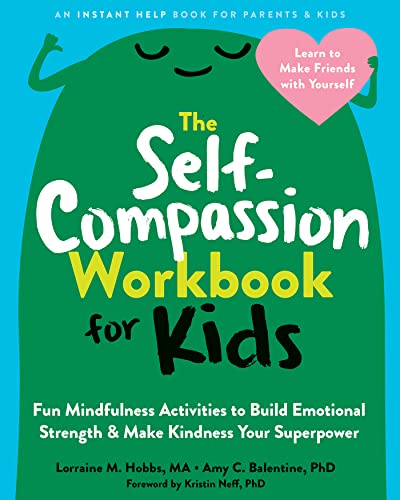 AN INSTANT HELP BOOK FOR PARENTS & KIDS
Learn to
Make Friends
with Yourself
The
Self-
Compassion
Workbook
for Kids
Fun Mindfulness Activities to Build Emotional
Strength & Make Kindness Your Superpower
Lorraine M. Hobbs, MA • Amy C. Balentine, PhD
Foreword by Kristin Neff, PhD